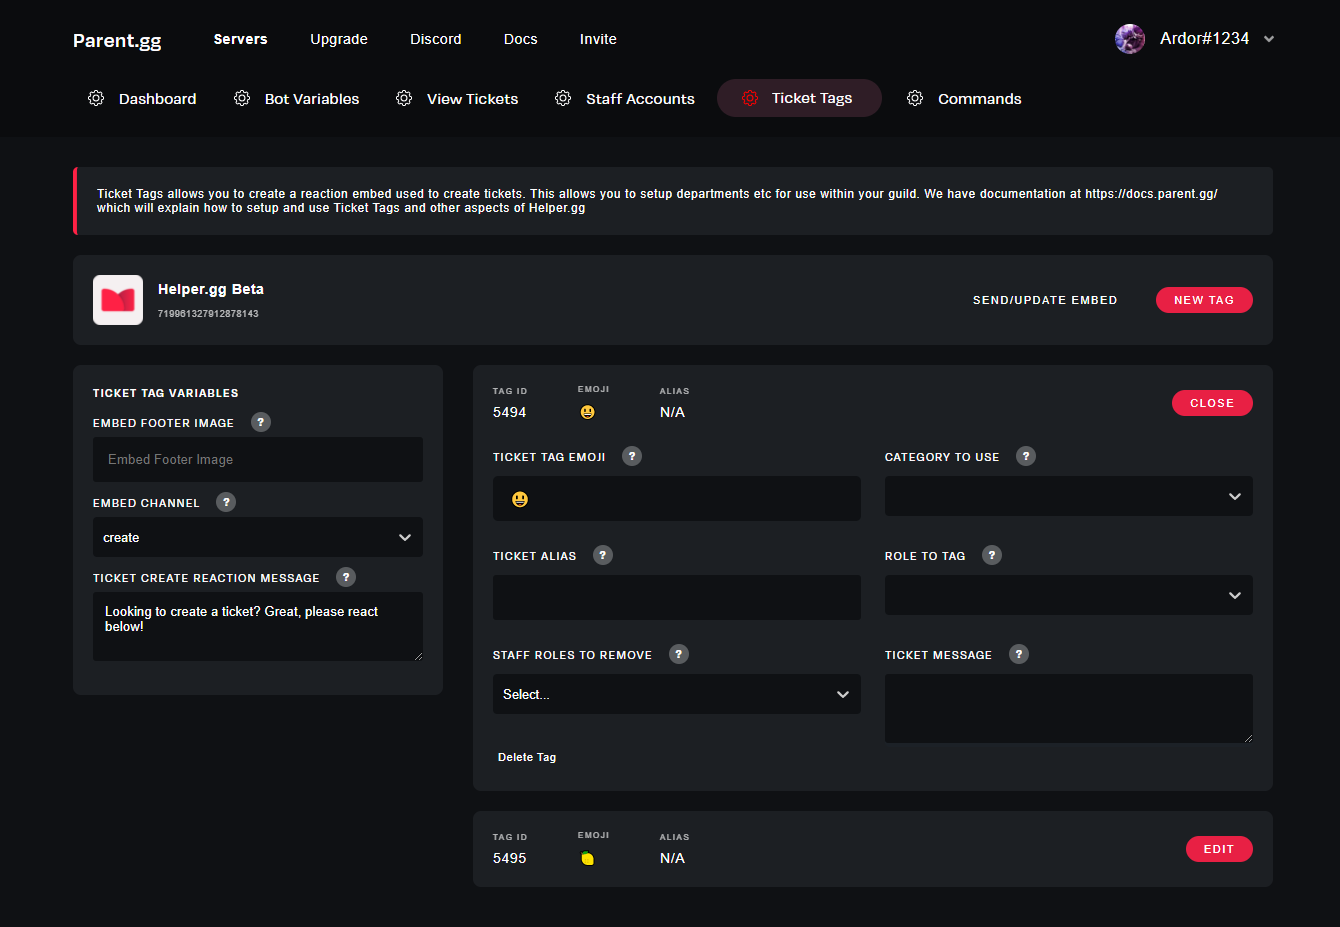 Parent.gg
Servers
Upgrade
Discord
Docs
Invite
Ardor#1234
Dashboard
Bot Variables
View Tickets
Staff Accounts
Ticket Tags
Commands
Ticket Tags allows you to create a reaction embed used to create tickets. This allows you to setup departments etc for use within your guild. We have documentation at https://docs.parent.gg/
which will explain how to setup and use Ticket Tags and other aspects of Helper.gg
Helper.gg Beta
719961327912878143
SEND/UPDATE EMBED
NEW TAG
TICKET TAG VARIABLES
EMBED FOOTER IMAGE ?
Embed Footer Image
EMBED CHANNEL ?
create
TICKET CREATE REACTION MESSAGE ?
Looking to create a ticket? Great, please react
below!
TAG ID
EMOJI
ALIAS
5494
😃
N/A
CLOSE
TICKET TAG EMOJI ?
😃
CATEGORY TO USE ?
TICKET ALIAS ?
ROLE TO TAG ?
STAFF ROLES TO REMOVE ?
Select...
TICKET MESSAGE ?
Delete Tag
TAG ID
EMOJI
ALIAS
5495
🍋
N/A
EDIT